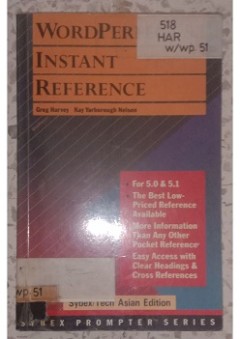 WORDPER
518
HAR
w/wp. 51
INSTANT
REFERENCE
Greg Harvey Kay Yarborough Nelson
For 5.0 & 5.1
The Best Low-
Priced Reference
Available
More Information
Than Any Other
Pocket Reference
Easy Access with
Clear Headings &
Cross References
wp. 51
Sybex/Tech Asian Edition
SYBEX PROMPTER SERIES